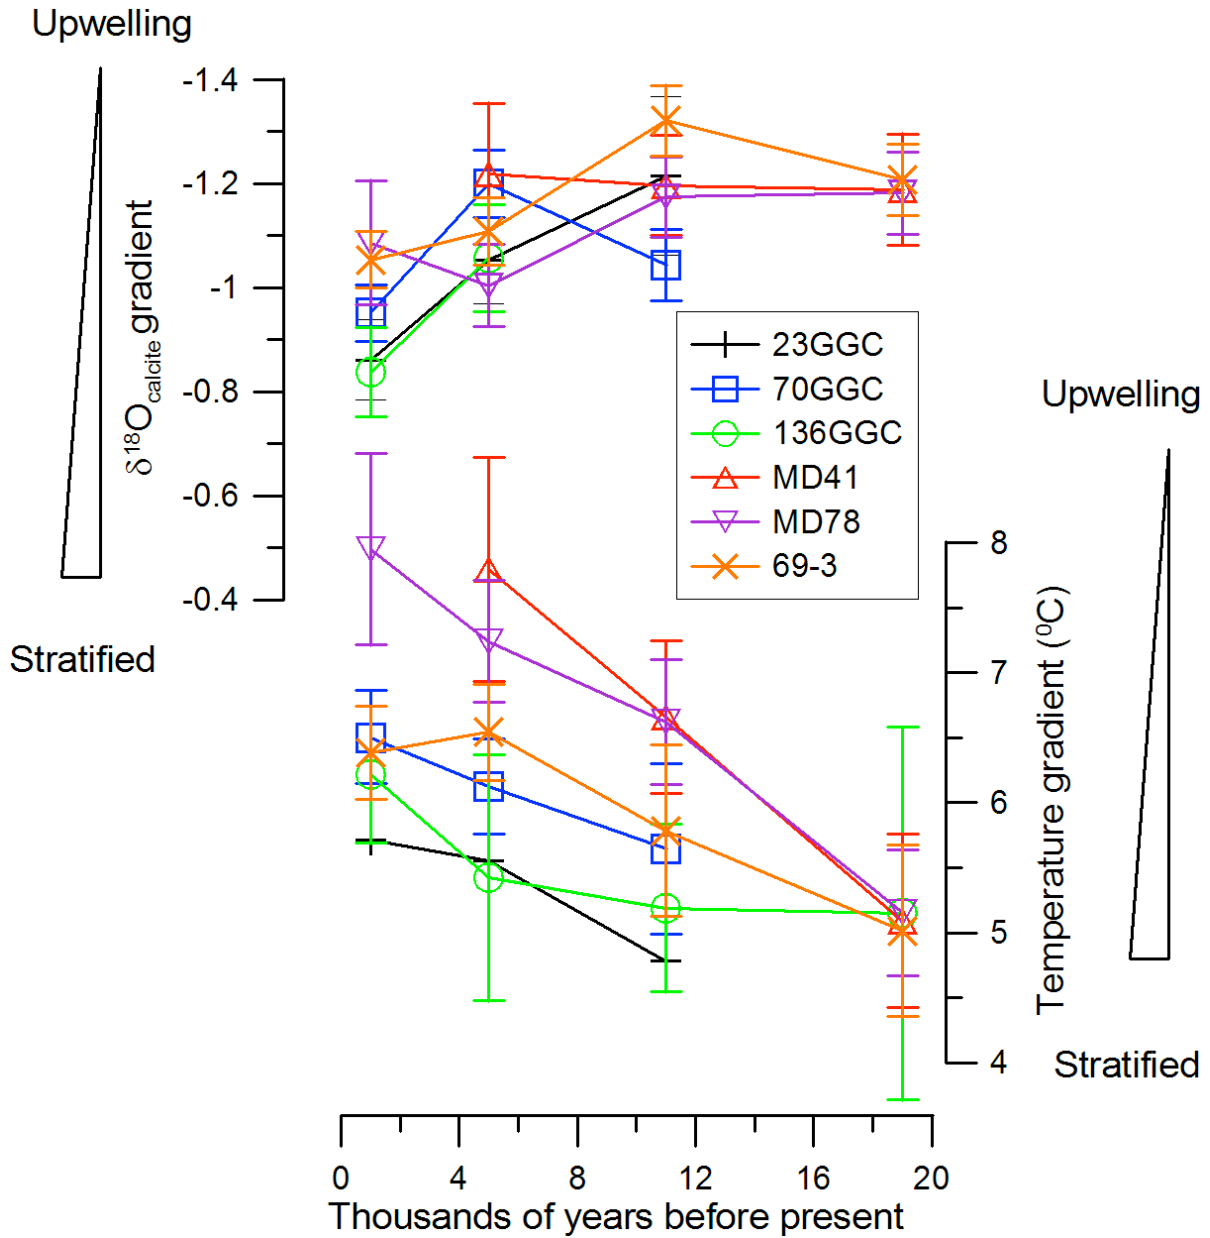 Upwelling
-1.4
-1.2
-1
-0.8
-0.6
-0.4
δ¹⁸O_calcite gradient
Stratified
23GGC
70GGC
136GGC
MD41
MD78
69-3
Upwelling
8
7
6
5
4
Temperature gradient (⁰C)
Stratified
0 4 8 12 16 20
Thousands of years before present